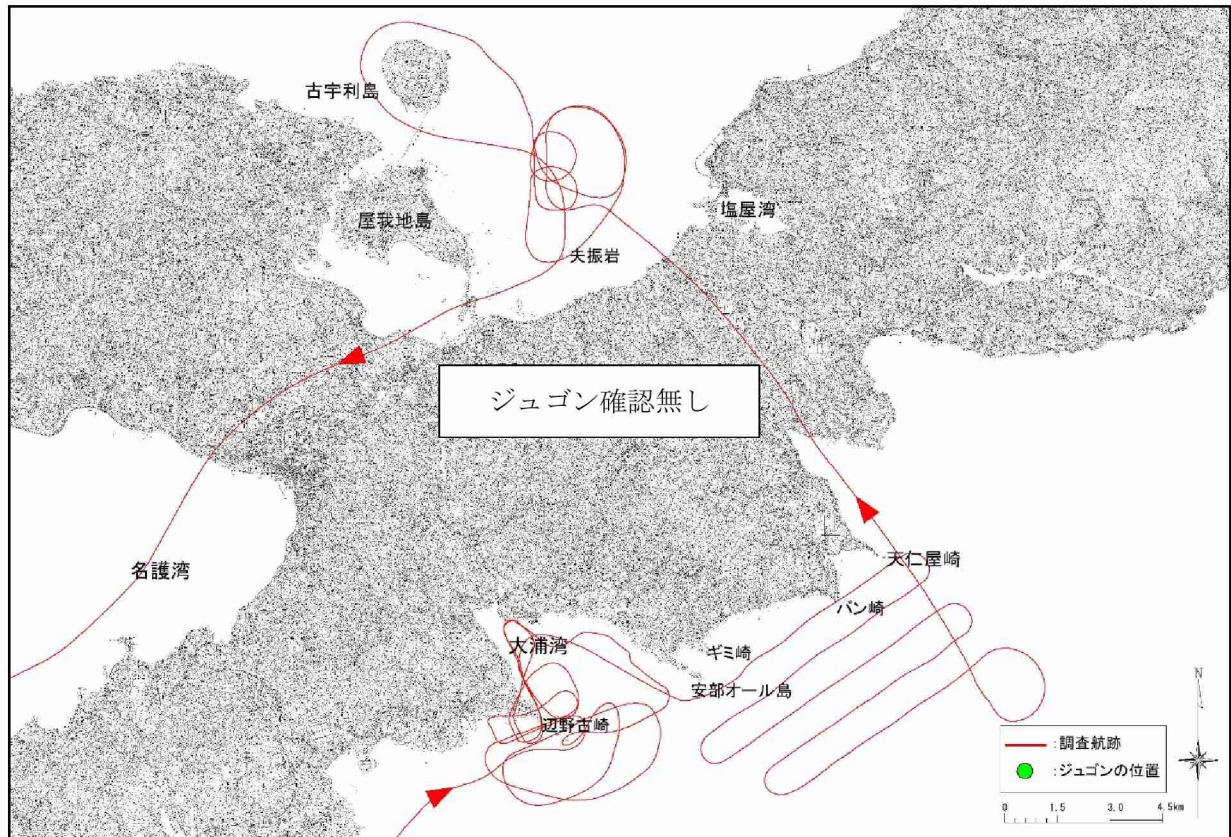 古宇利島
屋我地島
塩屋湾
夫振岩
ジュゴン確認無し
名護湾
天仁屋崎
バン崎
大浦湾
ギミ崎
安部オール島
辺野古崎
N
:調査航跡
:ジュゴンの位置
0 1.5 3.0 4.5km